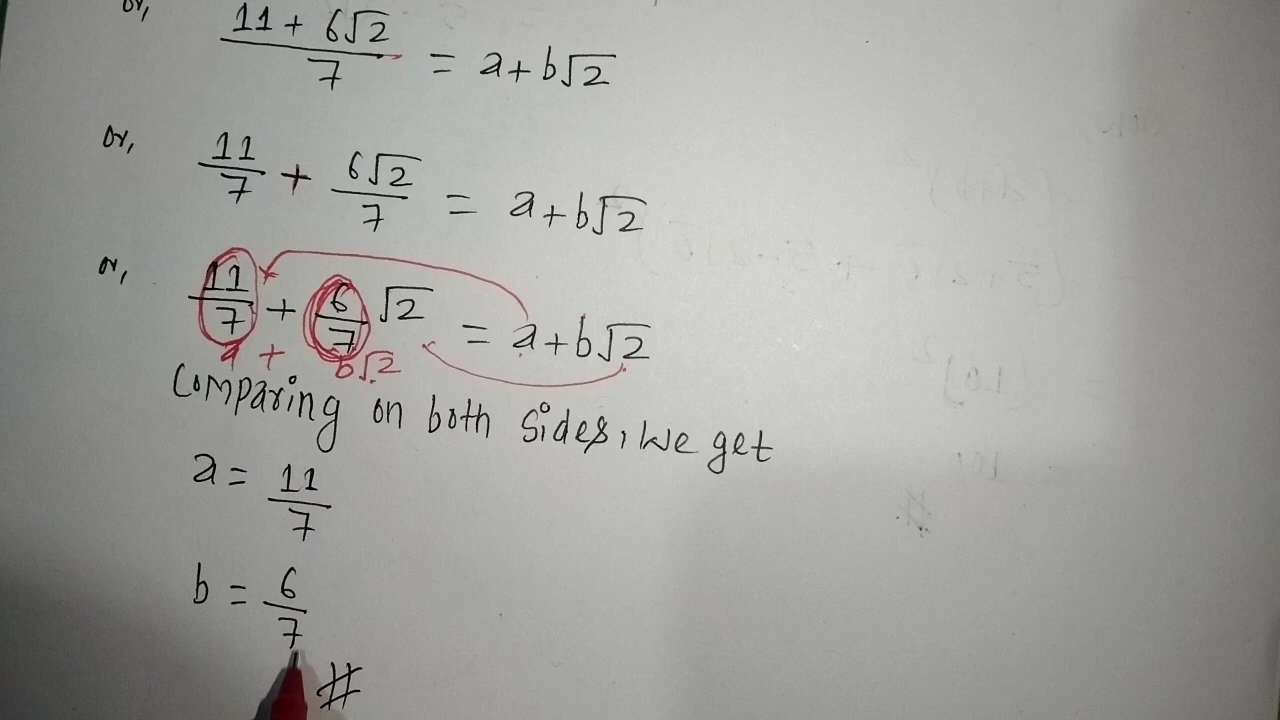 or,
11 + 6√2 / 7 = a+b√2
or, 11/7 + 6√2/7 = a+b√2
or, 11/7 + 6/7 √2 = a+b√2
a + b√2
Comparing on both sides, we get
a = 11/7
b = 6/7
#